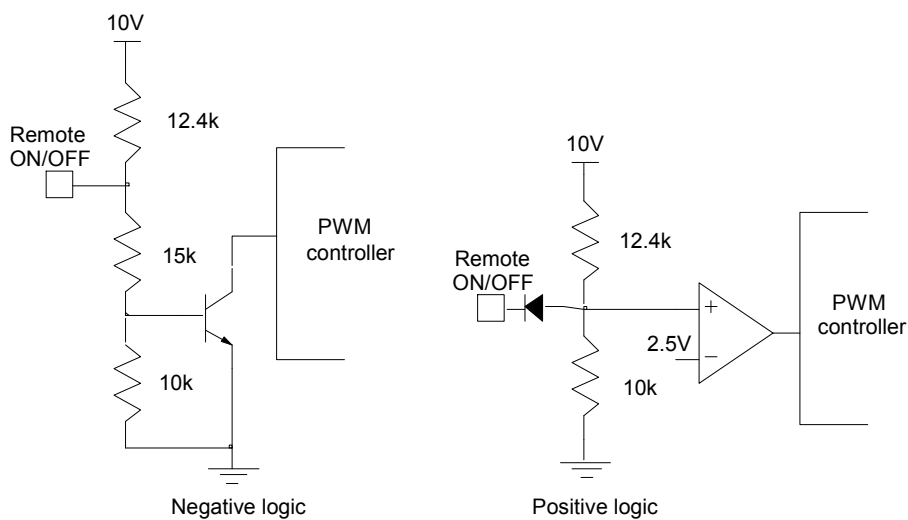 10V
12.4k
Remote
ON/OFF
15k
PWM
controller
10k
Negative logic
10V
12.4k
Remote
ON/OFF
+
2.5V
−
10k
PWM
controller
Positive logic